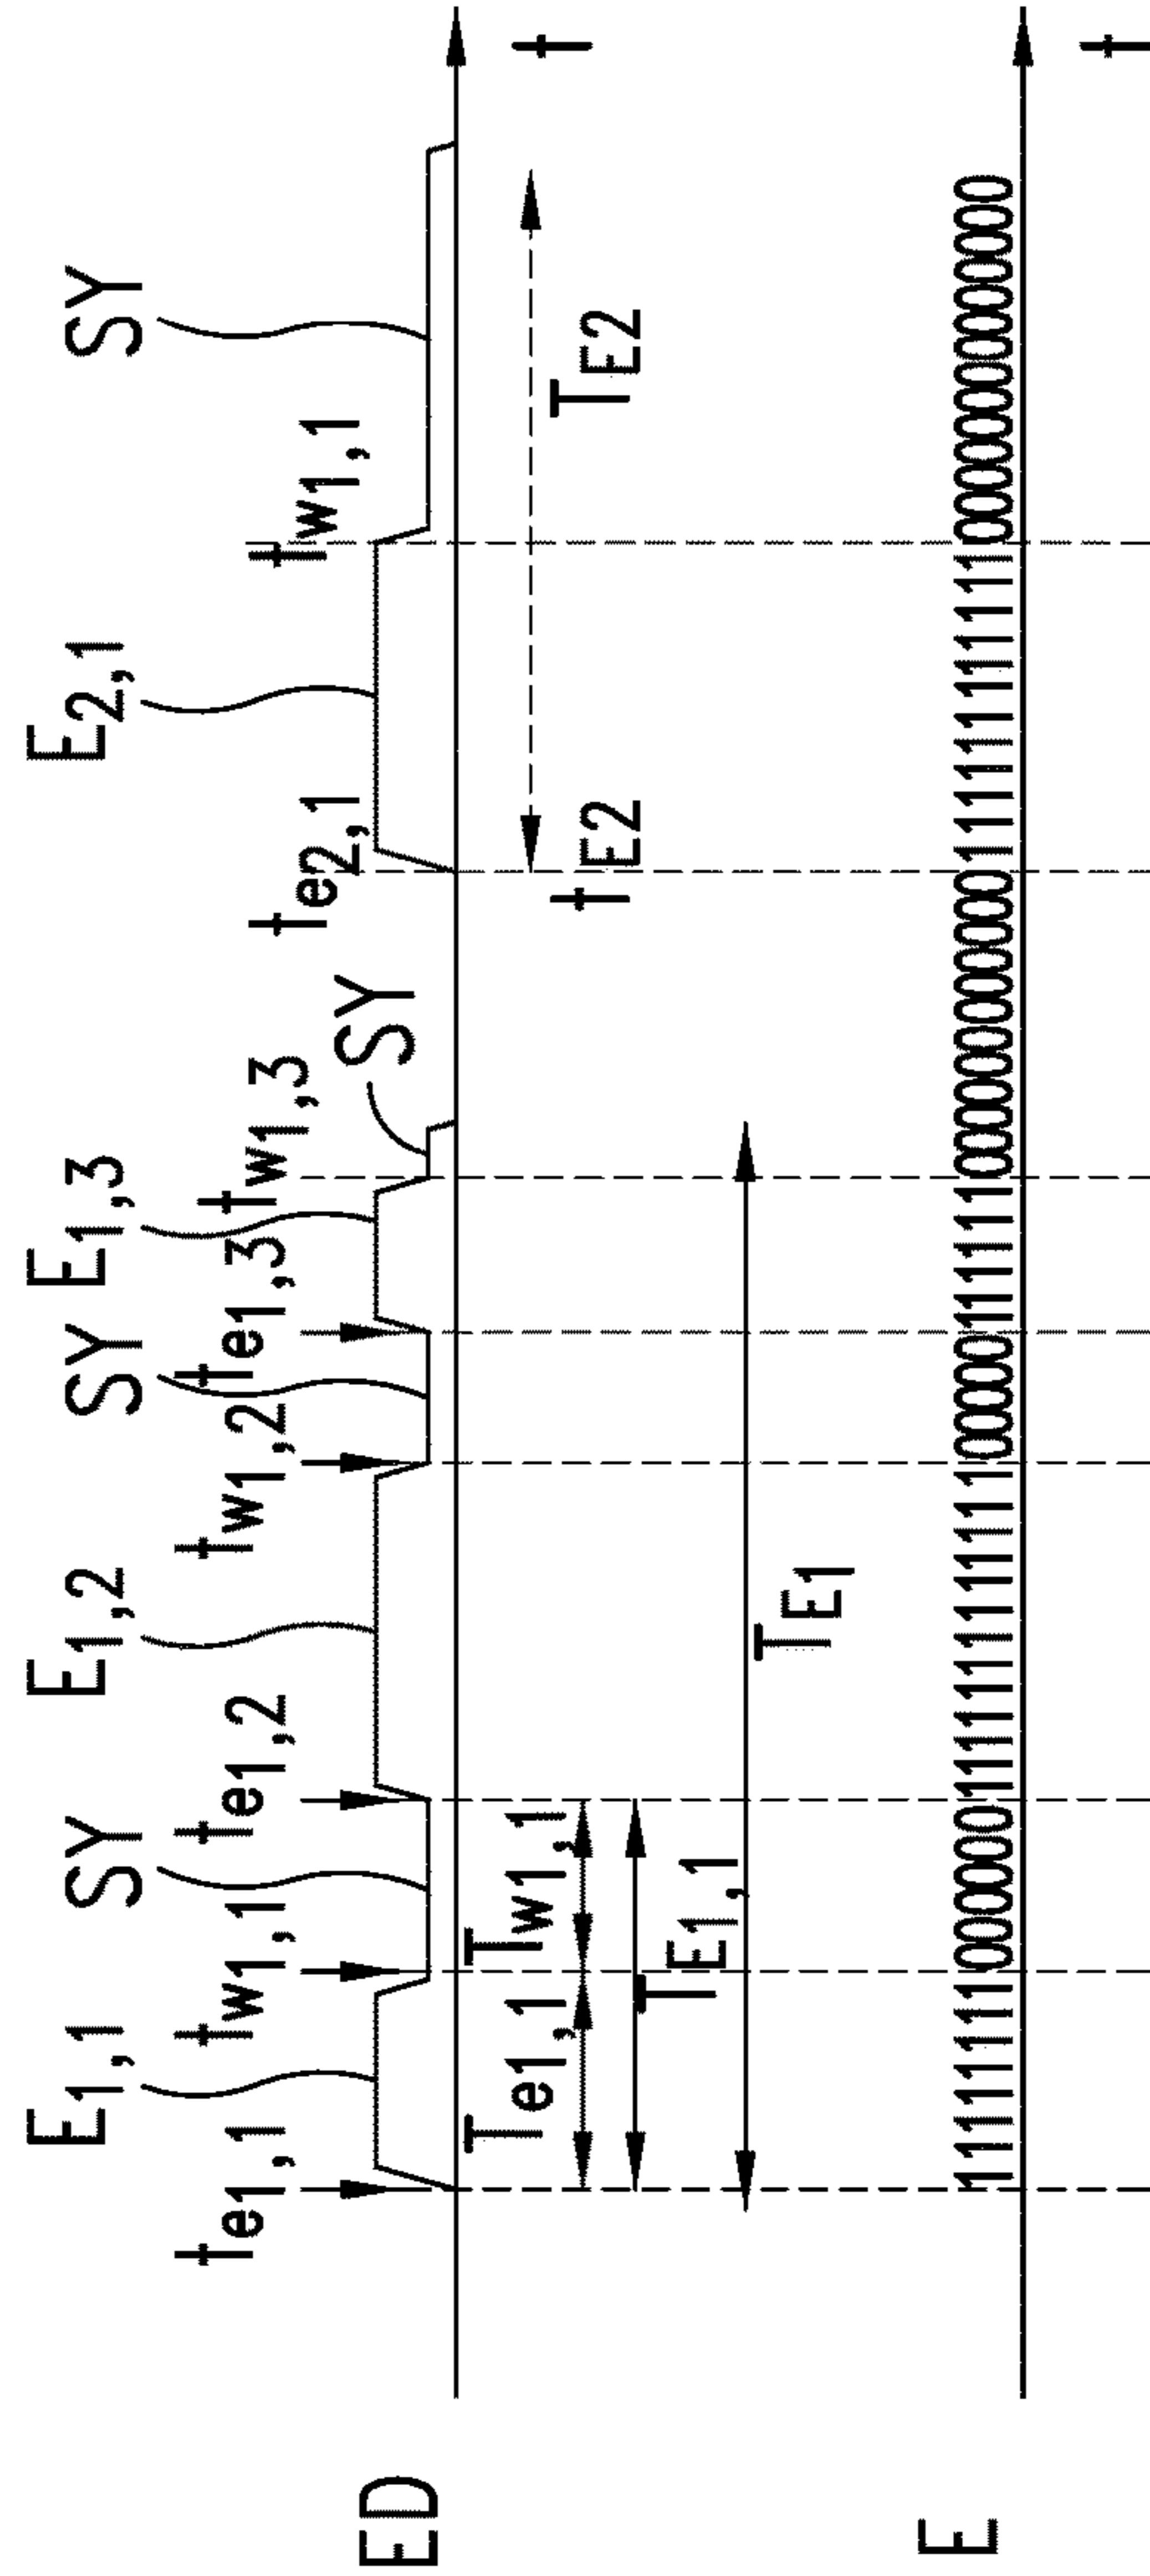 E1,1 SY E1,2 SY E1,3 E2,1 SY
te1,1 tw1,1 te1,2 tw1,2 te1,3 tw1,3 SY te2,1 tw1,1
ED t
Te1,1 Tw1,1 tE2 TE2
TE1,1
TE1
E 111111110000001111111111110000011111100000000000011111111111100000000000000 t